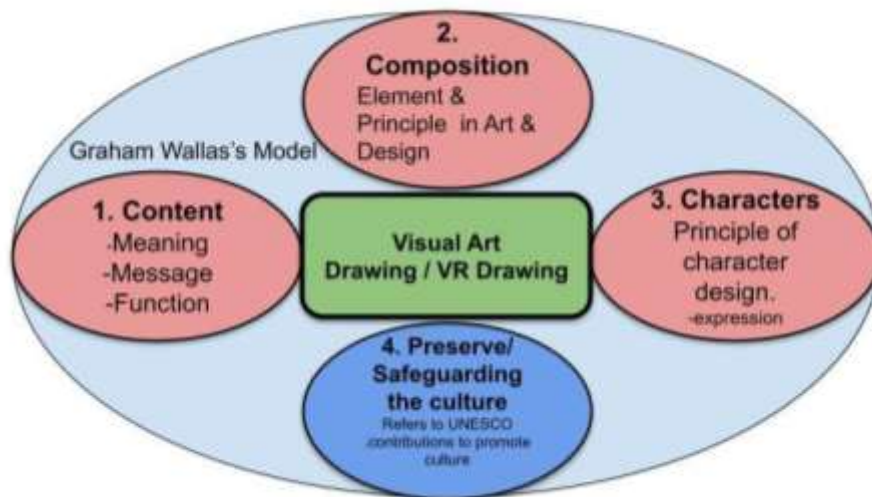 2.
Composition
Element &
Principle in Art &
Design
Graham Wallas's Model
1. Content
-Meaning
-Message
-Function
Visual Art
Drawing / VR Drawing
3. Characters
Principle of
character
design.
-expression
4. Preserve/
Safeguarding
the culture
Refers to UNESCO
.contributions to promote
culture